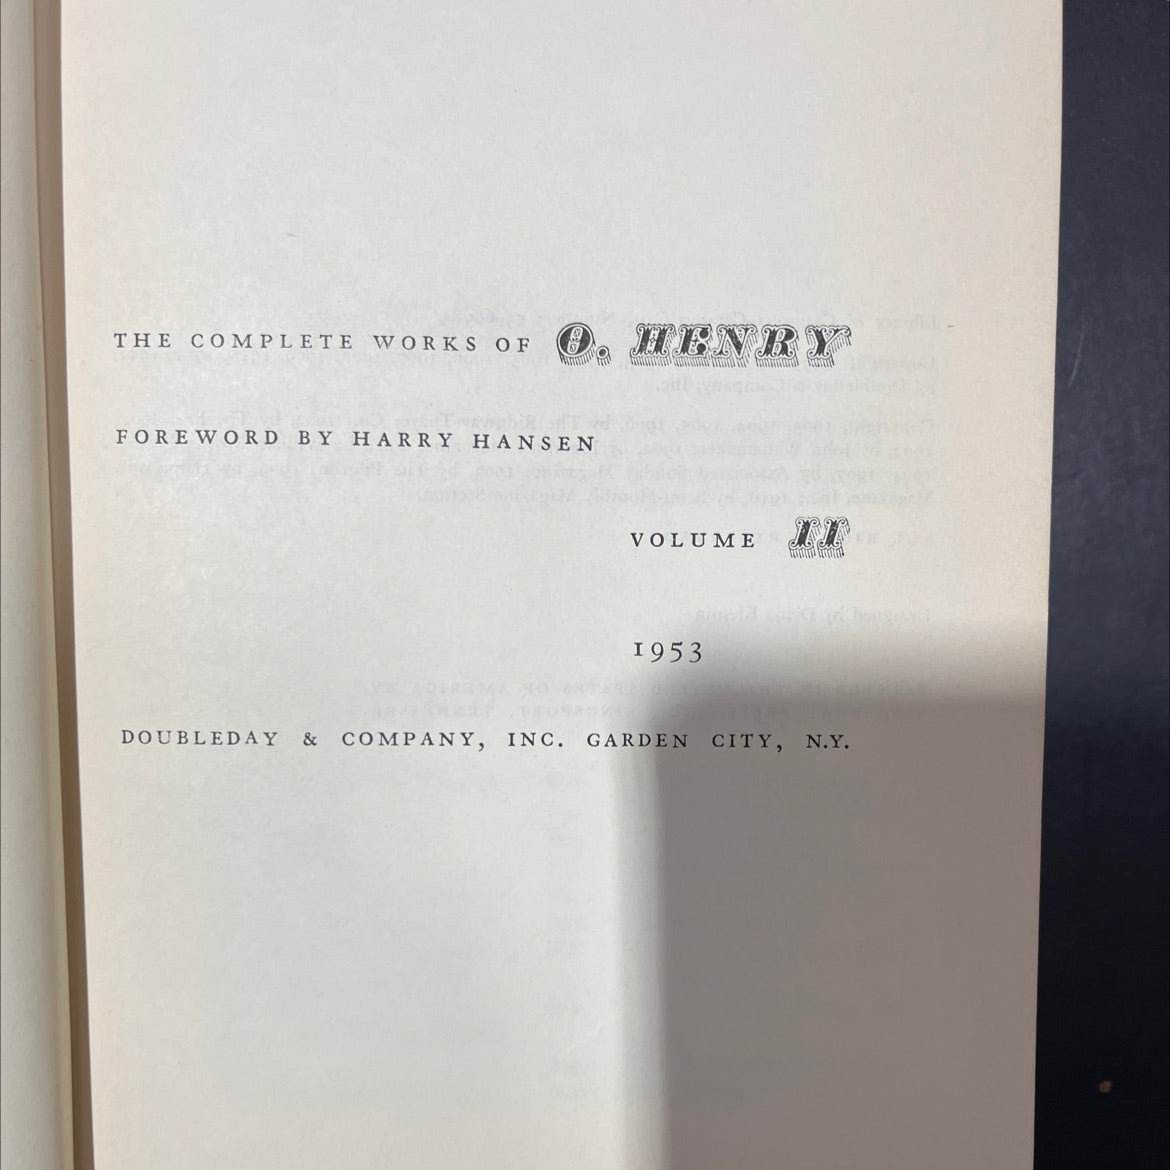 THE COMPLETE WORKS OF O. HENRY
FOREWORD BY HARRY HANSEN
VOLUME II
1953
DOUBLEDAY & COMPANY, INC. GARDEN CITY, N.Y.